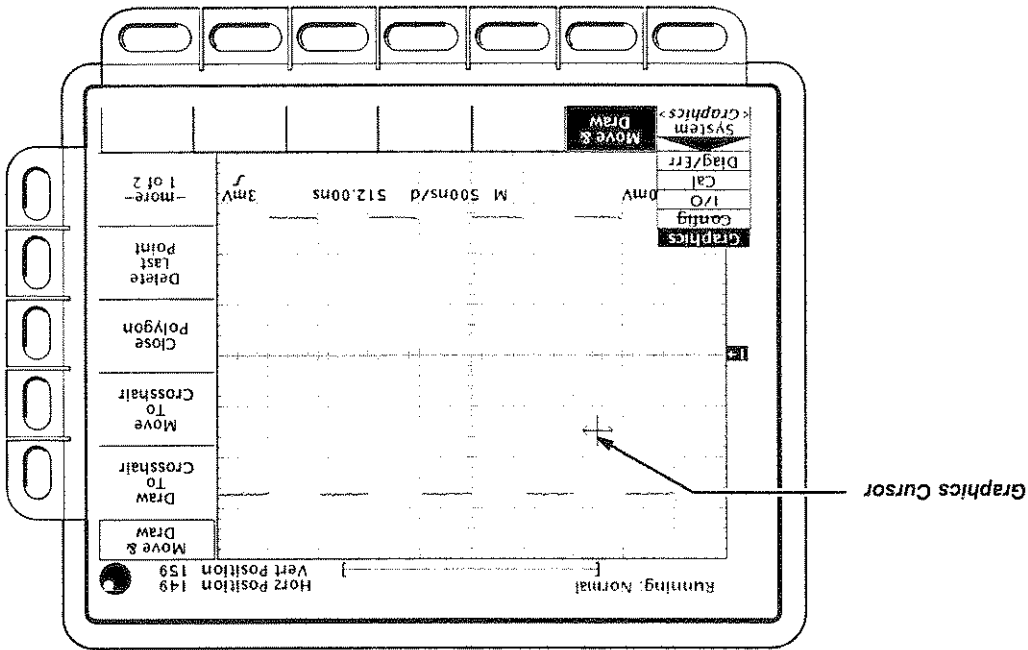 Running: Normal
Horz Position 149
Vert Position 159
Graphics Cursor
Move &
Draw
Draw
To
Crosshair
Move
To
Crosshair
Close
Polygon
Delete
Last
Point
-more-
1 of 2
1→
0mV
M 500ns/d 512.00ns
3mV
Graphics
Config
I/O
Cal
Diag/Err
System
<Graphics>
Move &
Draw